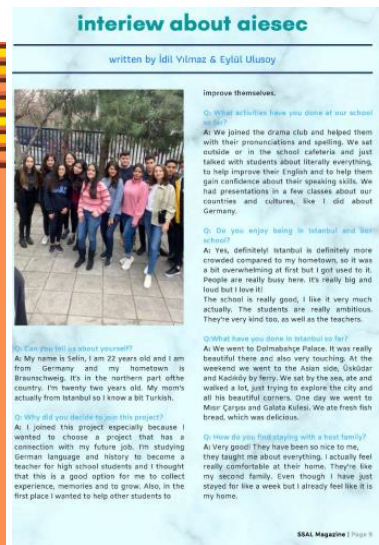 interiew about aiesec
written by İdil Yılmaz & Eylül Ulusoy
Q: Can you tell us about yourself?
A: My name is Selin, I am 22 years old and I am
from Germany and my hometown is
Braunschweig. It's in the northern part ofthe
country. I'm twenty two years old. My mom's
actually from Istanbul so I know a bit Turkish.
Q: Why did you decide to join this project?
A: I joined this project especially because I
wanted to choose a project that has a
connection with my future job. I'm studying
German language and history to become a
teacher for high school students and I thought
that this is a good option for me to collect
experience, memories and to grow. Also, in the
first place I wanted to help other students to
improve themselves.
Q: What activities have you done at our school
so far?
A: We joined the drama club and helped them
with their pronunciations and spelling. We sat
outside or in the school cafeteria and just
talked with students about literally everything,
to help improve their English and to help them
gain confidence about their speaking skills. We
had presentations in a few classes about our
countries and cultures, like I did about
Germany.
Q: Do you enjoy being in Istanbul and our
school?
A: Yes, definitely! Istanbul is definitely more
crowded compared to my hometown, so it was
a bit overwhelming at first but I got used to it.
People are really busy here. It's really big and
loud but I love it!
The school is really good, I like it very much
actually. The students are really ambitious.
They're very kind too, as well as the teachers.
Q:What have you done in Istanbul so far?
A: We went to Dolmabahçe Palace. It was really
beautiful there and also very touching. At the
weekend we went to the Asian side, Üsküdar
and Kadıköy by ferry. We sat by the sea, ate and
walked a lot, just trying to explore the city and
all his beautiful corners. One day we went to
Mısır Çarşısı and Galata Kulesi. We ate fresh fish
bread, which was delicious.
Q: How do you find staying with a host family?
A: Very good! They have been so nice to me,
they taught me about everything. I actually feel
really comfortable at their home. They're like
my second family. Even though I have just
stayed for like a week but I already feel like it is
my home.
SSAL Magazine | Page 9